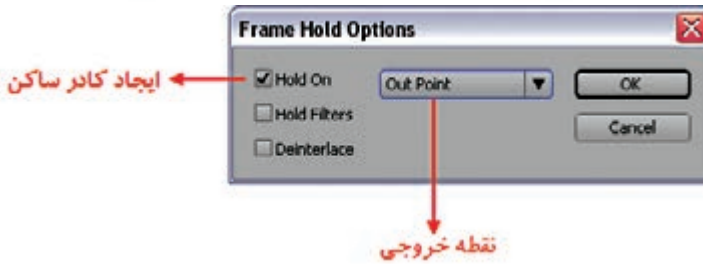 Frame Hold Options
Hold On
Out Point
OK
ایجاد کادر ساکن
Hold Filters
Cancel
Deinterlace
نقطه خروجی